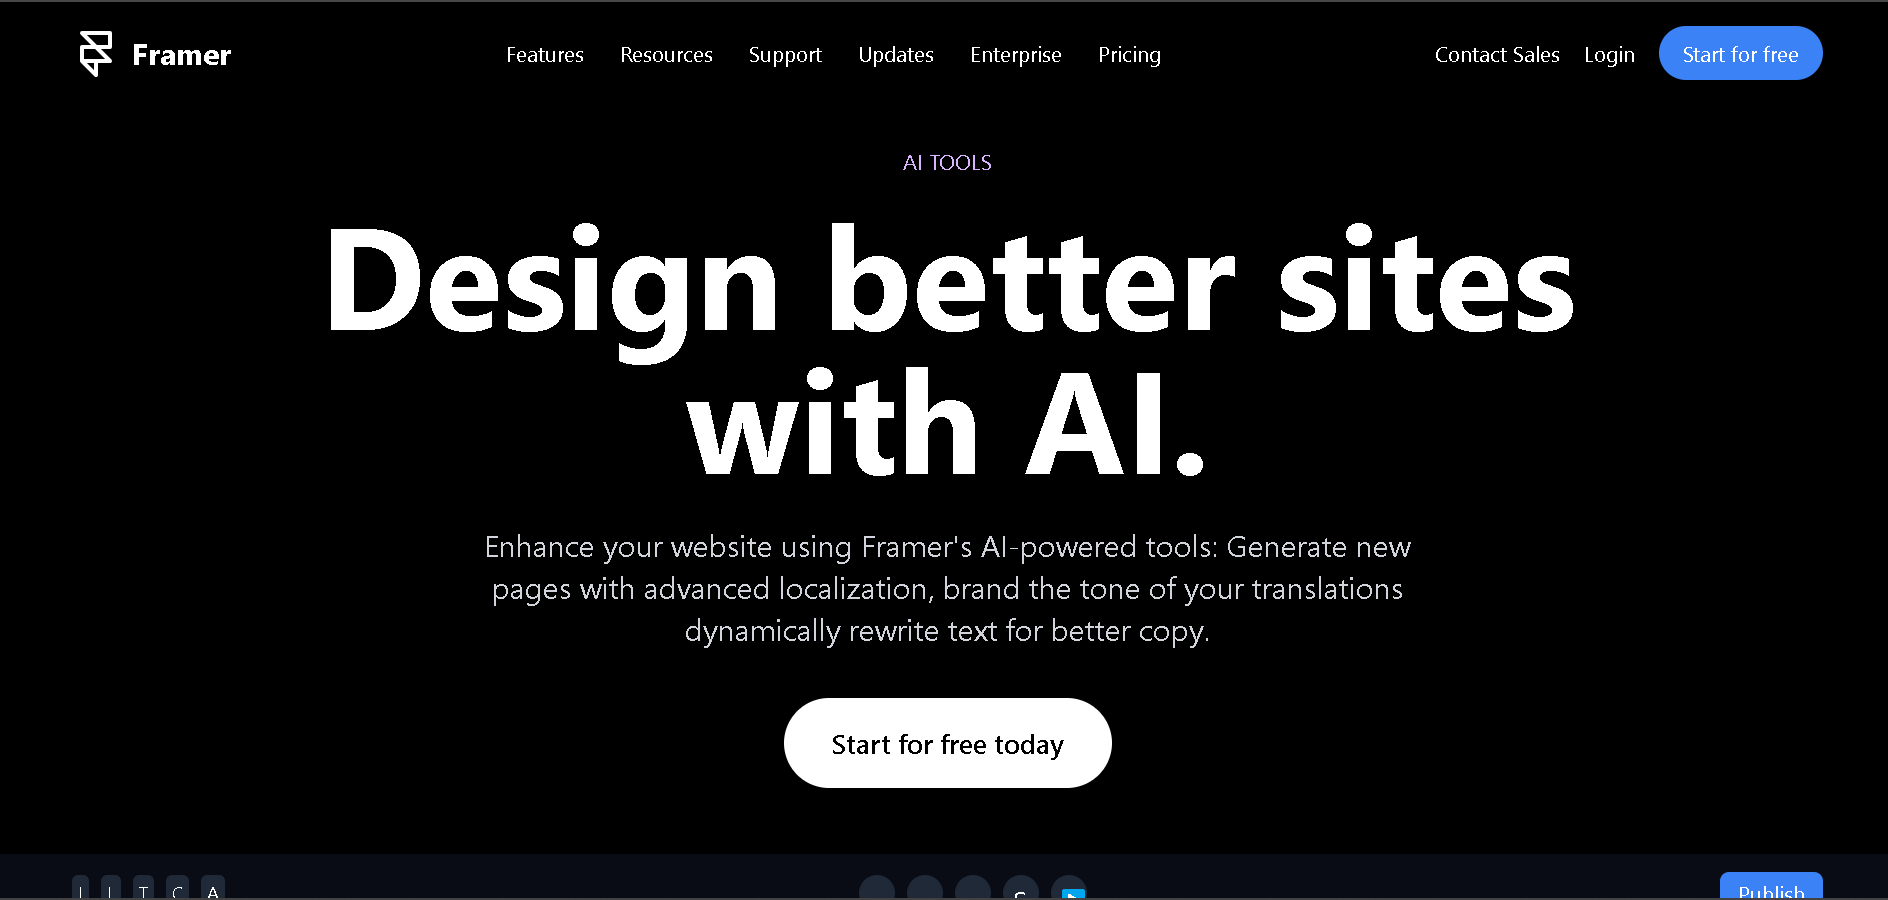 Framer
Features Resources Support Updates Enterprise Pricing
Contact Sales Login Start for free
AI TOOLS
Design better sites
with AI.
Enhance your website using Framer's AI-powered tools: Generate new
pages with advanced localization, brand the tone of your translations
dynamically rewrite text for better copy.
Start for free today
T C A
Publish